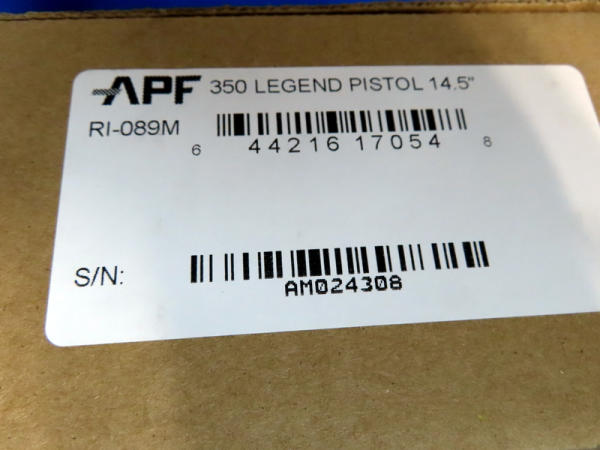 APF 350 LEGEND PISTOL 14.5"
RI-089M
6 44216 17054 8
S/N:
AM024308